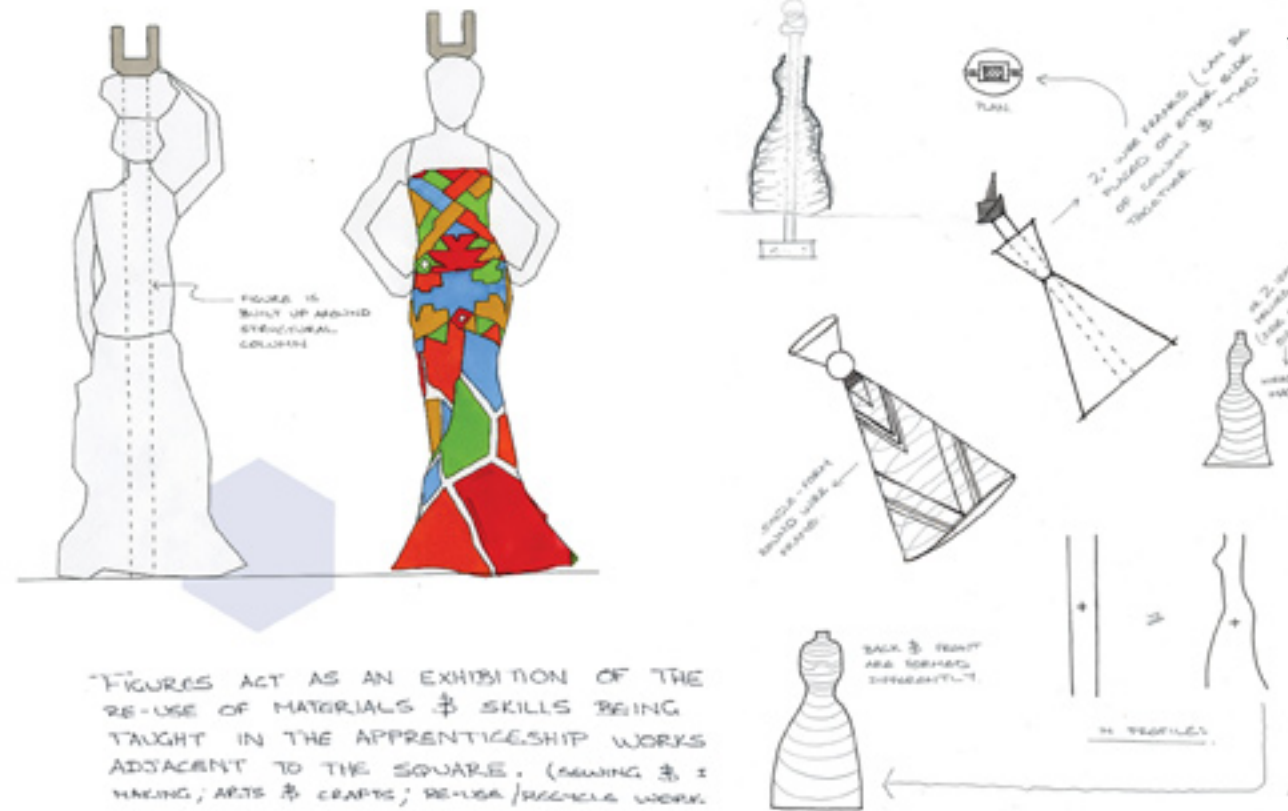 FIGURE IS
BUILT UP AROUND
STRUCTURAL
COLUMN
PLAN
2x WIRE FRAMES (CAN BE
PLACED ON EITHER SIDE
OF COLUMN & "TIED"
TOGETHER.
SINGLE-FORM
ROUND WIRE
FRAME.
BACK & FRONT
ARE FORMED
DIFFERENTLY.
PROFILES.
"FIGURES ACT AS AN EXHIBITION OF THE
RE-USE OF MATERIALS & SKILLS BEING
TAUGHT IN THE APPRENTICESHIP WORKS
ADJACENT TO THE SQUARE. (SEWING &
MAKING; ARTS & CRAFTS; RE-USE/RECYCLE WORK